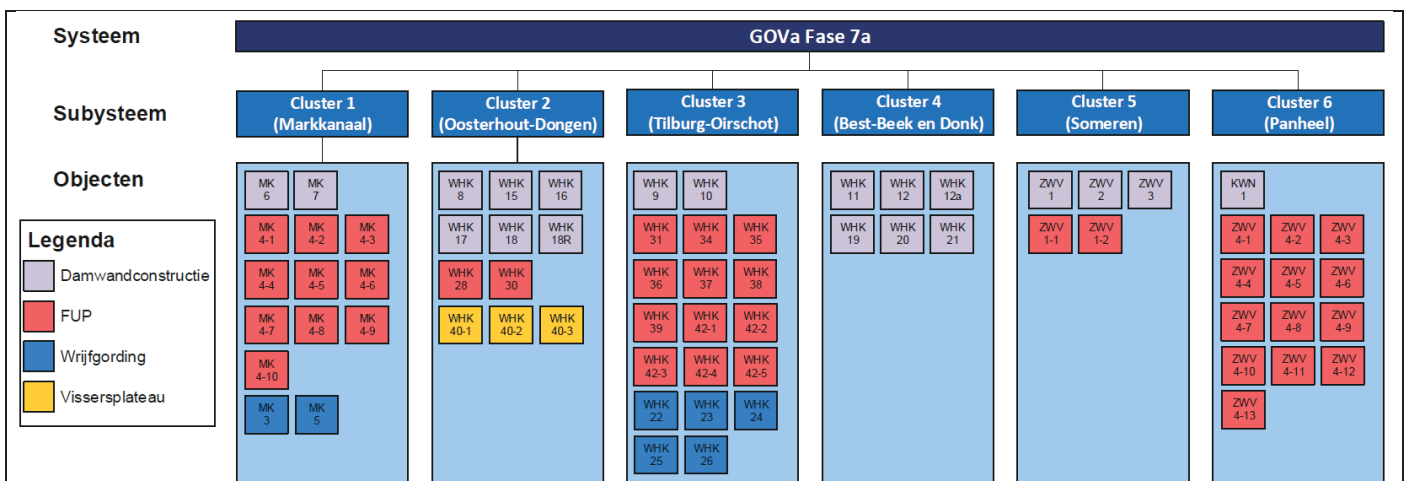 Systeem
GOVa Fase 7a
Subysteem
Cluster 1
(Markkanaal)
Cluster 2
(Oosterhout-Dongen)
Cluster 3
(Tilburg-Oirschot)
Cluster 4
(Best-Beek en Donk)
Cluster 5
(Someren)
Cluster 6
(Panheel)
Objecten
Legenda
Damwandconstructie
FUP
Wrijfgording
Vissersplateau
MK
6
MK
7
MK
4-1
MK
4-2
MK
4-3
MK
4-4
MK
4-5
MK
4-6
MK
4-7
MK
4-8
MK
4-9
MK
4-10
MK
3
MK
5
WHK
8
WHK
15
WHK
16
WHK
17
WHK
18
WHK
18R
WHK
28
WHK
30
WHK
40-1
WHK
40-2
WHK
40-3
WHK
9
WHK
10
WHK
31
WHK
34
WHK
35
WHK
36
WHK
37
WHK
38
WHK
39
WHK
42-1
WHK
42-2
WHK
42-3
WHK
42-4
WHK
42-5
WHK
22
WHK
23
WHK
24
WHK
25
WHK
26
WHK
11
WHK
12
WHK
12a
WHK
19
WHK
20
WHK
21
ZWV
1
ZWV
2
ZWV
3
ZWV
1-1
ZWV
1-2
KWN
1
ZWV
4-1
ZWV
4-2
ZWV
4-3
ZWV
4-4
ZWV
4-5
ZWV
4-6
ZWV
4-7
ZWV
4-8
ZWV
4-9
ZWV
4-10
ZWV
4-11
ZWV
4-12
ZWV
4-13